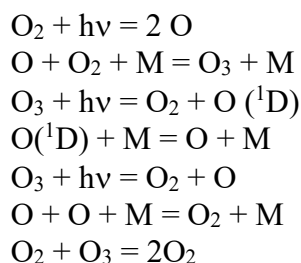 O₂ + hν = 2 O
O + O₂ + M = O₃ + M
O₃ + hν = O₂ + O (¹D)
O(¹D) + M = O + M
O₃ + hν = O₂ + O
O + O + M = O₂ + M
O₂ + O₃ = 2O₂